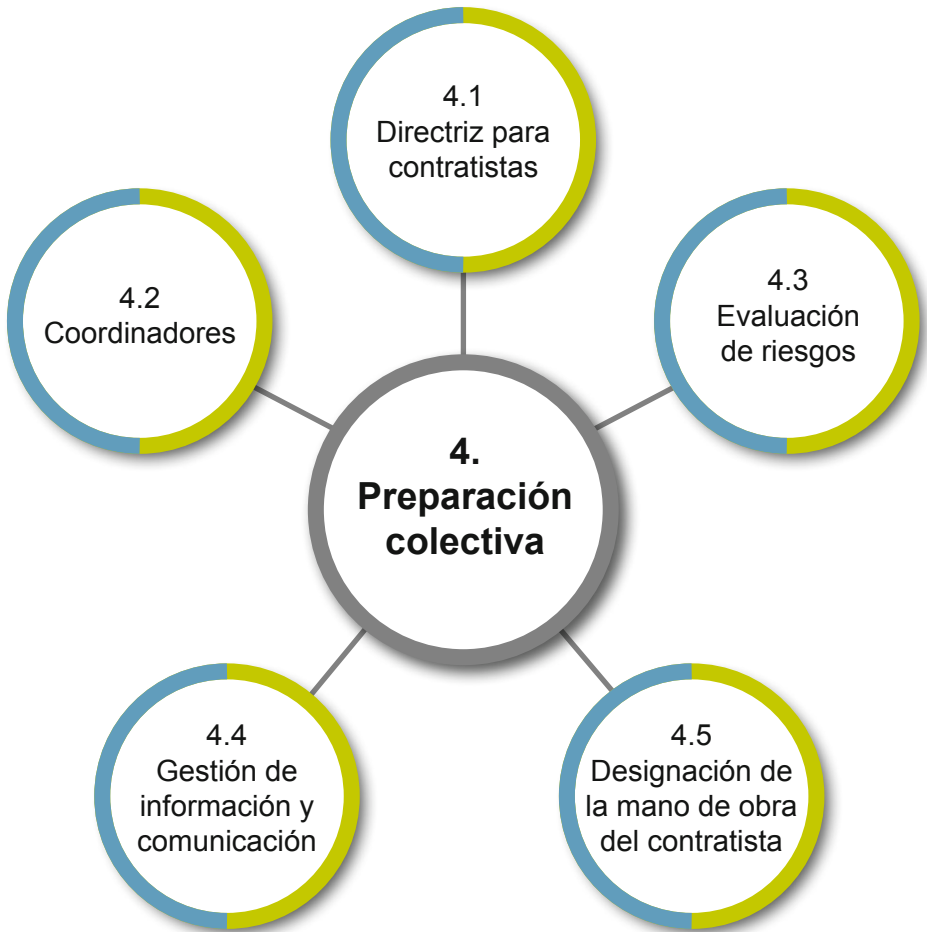 4.1
Directriz para
contratistas
4.2
Coordinadores
4.3
Evaluación
de riesgos
4.
Preparación
colectiva
4.4
Gestión de
información y
comunicación
4.5
Designación de
la mano de obra
del contratista